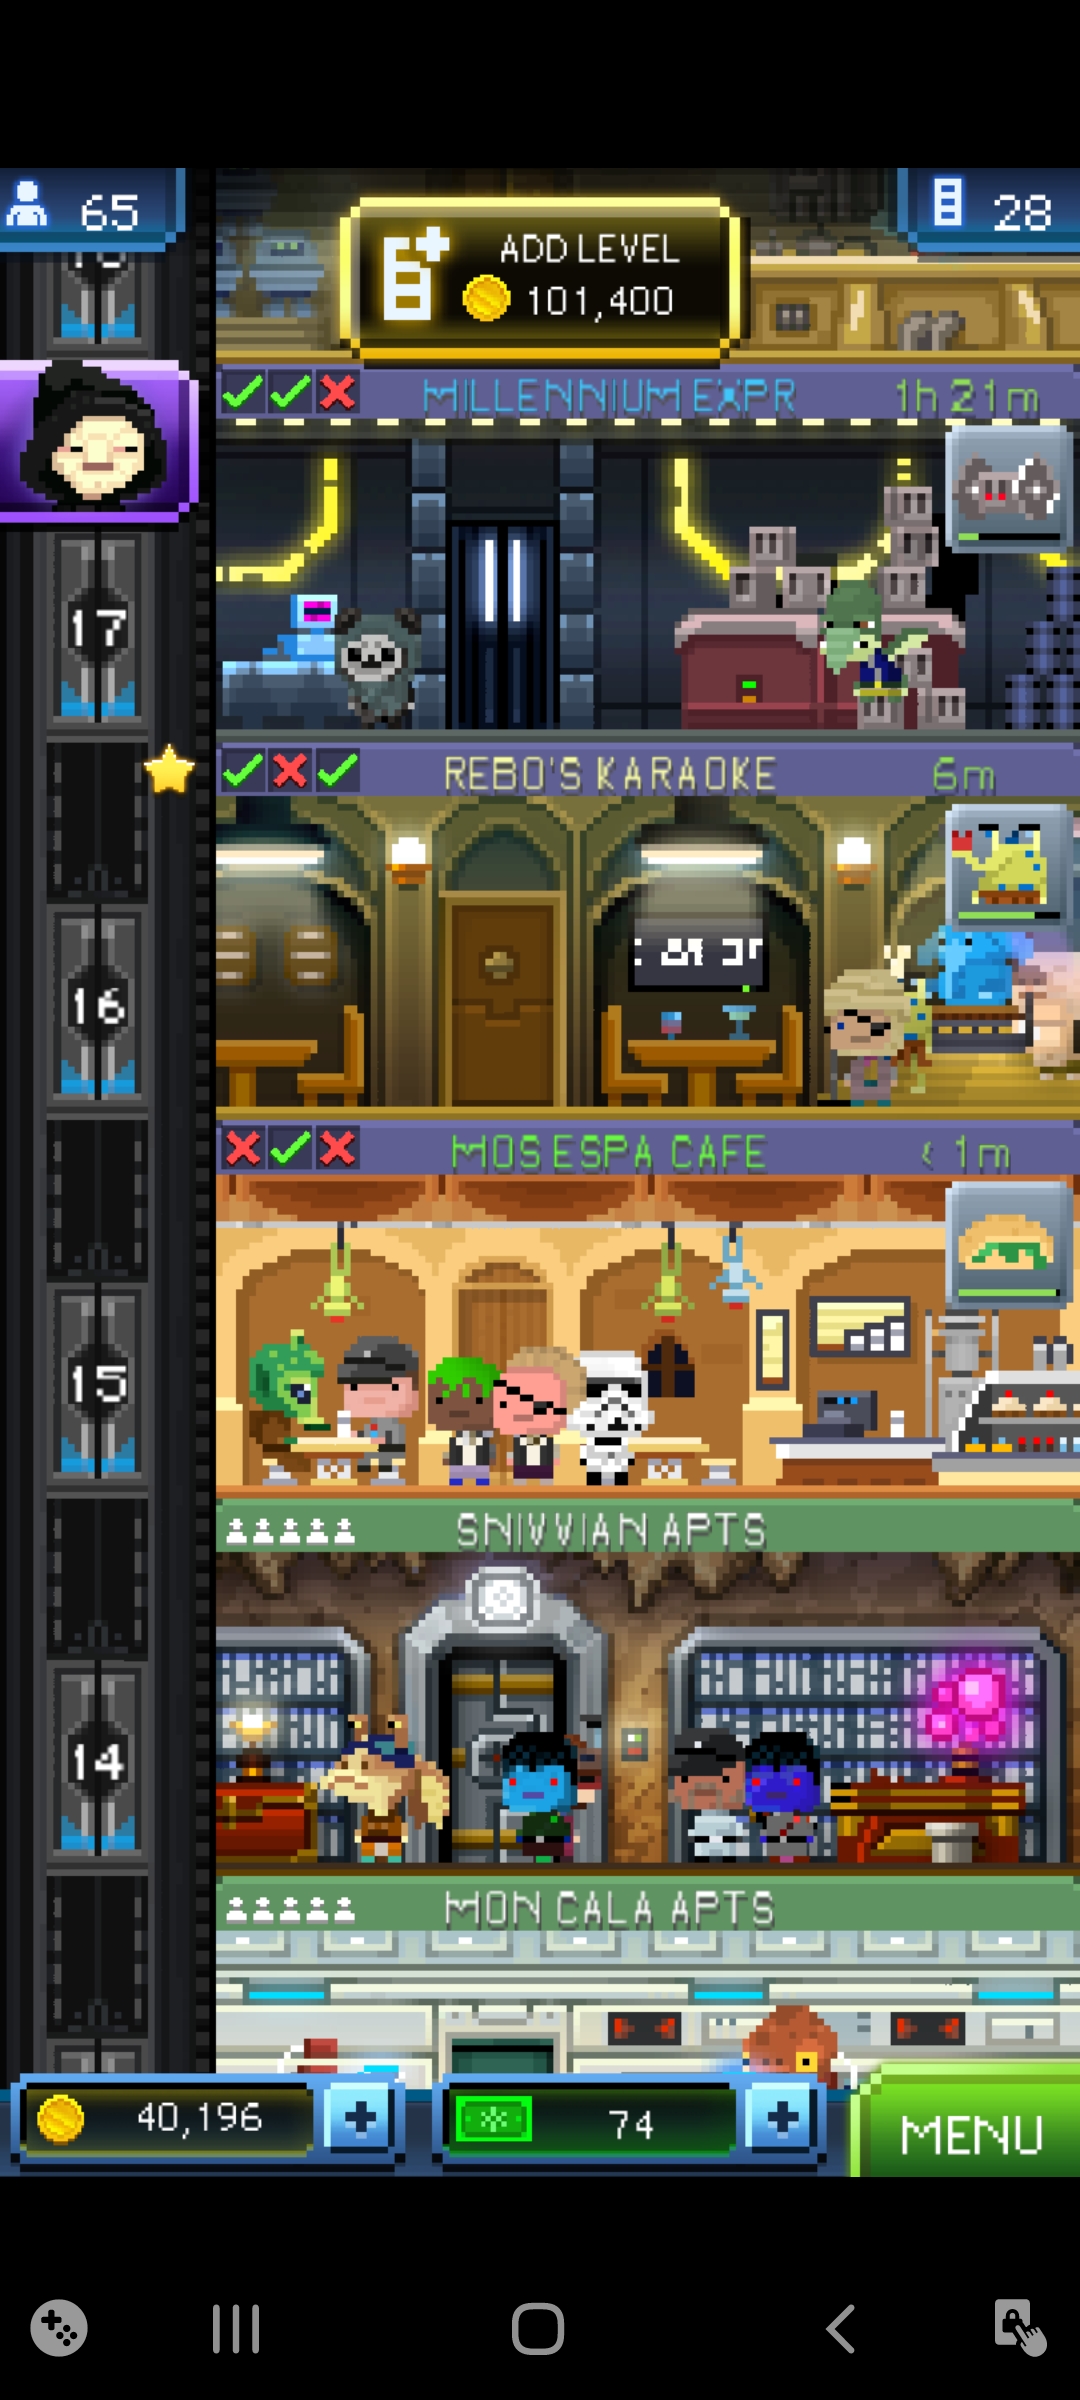 65
ADD LEVEL
101,400
28
MILLENNIUM EXPR 1h 21m
17
REBO'S KARAOKE 6m
16
MOS ESPA CAFE < 1m
15
SNIVVIAN APTS
14
MON CALA APTS
40,196
74
MENU